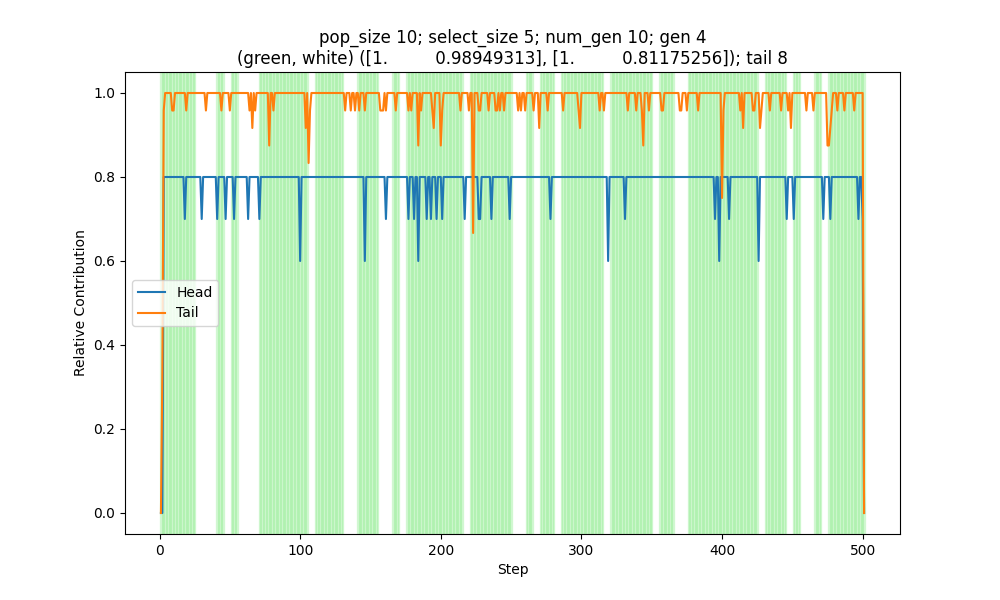 pop_size 10; select_size 5; num_gen 10; gen 4
(green, white) ([1. 0.98949313], [1. 0.81175256]); tail 8
1.0
0.8
0.6
0.4
0.2
0.0
Relative Contribution
Head
Tail
0 100 200 300 400 500
Step